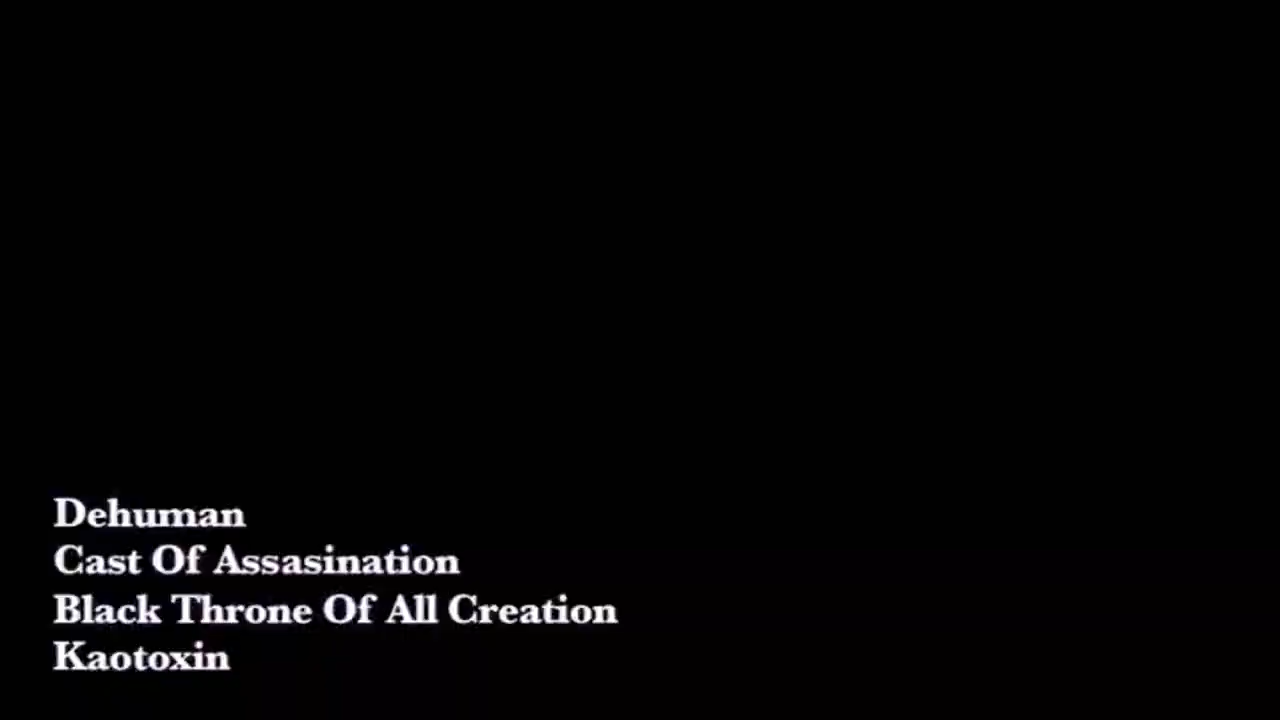 Dehuman
Cast Of Assasination
Black Throne Of All Creation
Kaotoxin